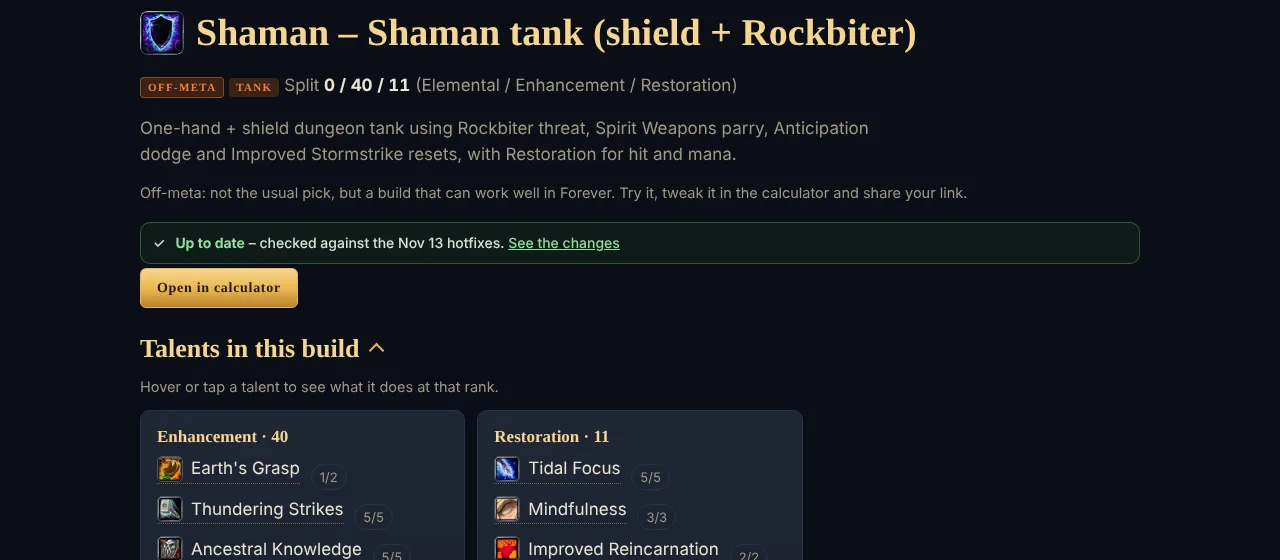 Shaman – Shaman tank (shield + Rockbiter)
OFF-META TANK Split 0 / 40 / 11 (Elemental / Enhancement / Restoration)
One-hand + shield dungeon tank using Rockbiter threat, Spirit Weapons parry, Anticipation
dodge and Improved Stormstrike resets, with Restoration for hit and mana.
Off-meta: not the usual pick, but a build that can work well in Forever. Try it, tweak it in the calculator and share your link.
✓ Up to date – checked against the Nov 13 hotfixes. See the changes
Open in calculator
Talents in this build
Hover or tap a talent to see what it does at that rank.
Enhancement · 40
Earth's Grasp 1/2
Thundering Strikes 5/5
Ancestral Knowledge 5/5
Restoration · 11
Tidal Focus 5/5
Mindfulness 3/3
Improved Reincarnation 2/2